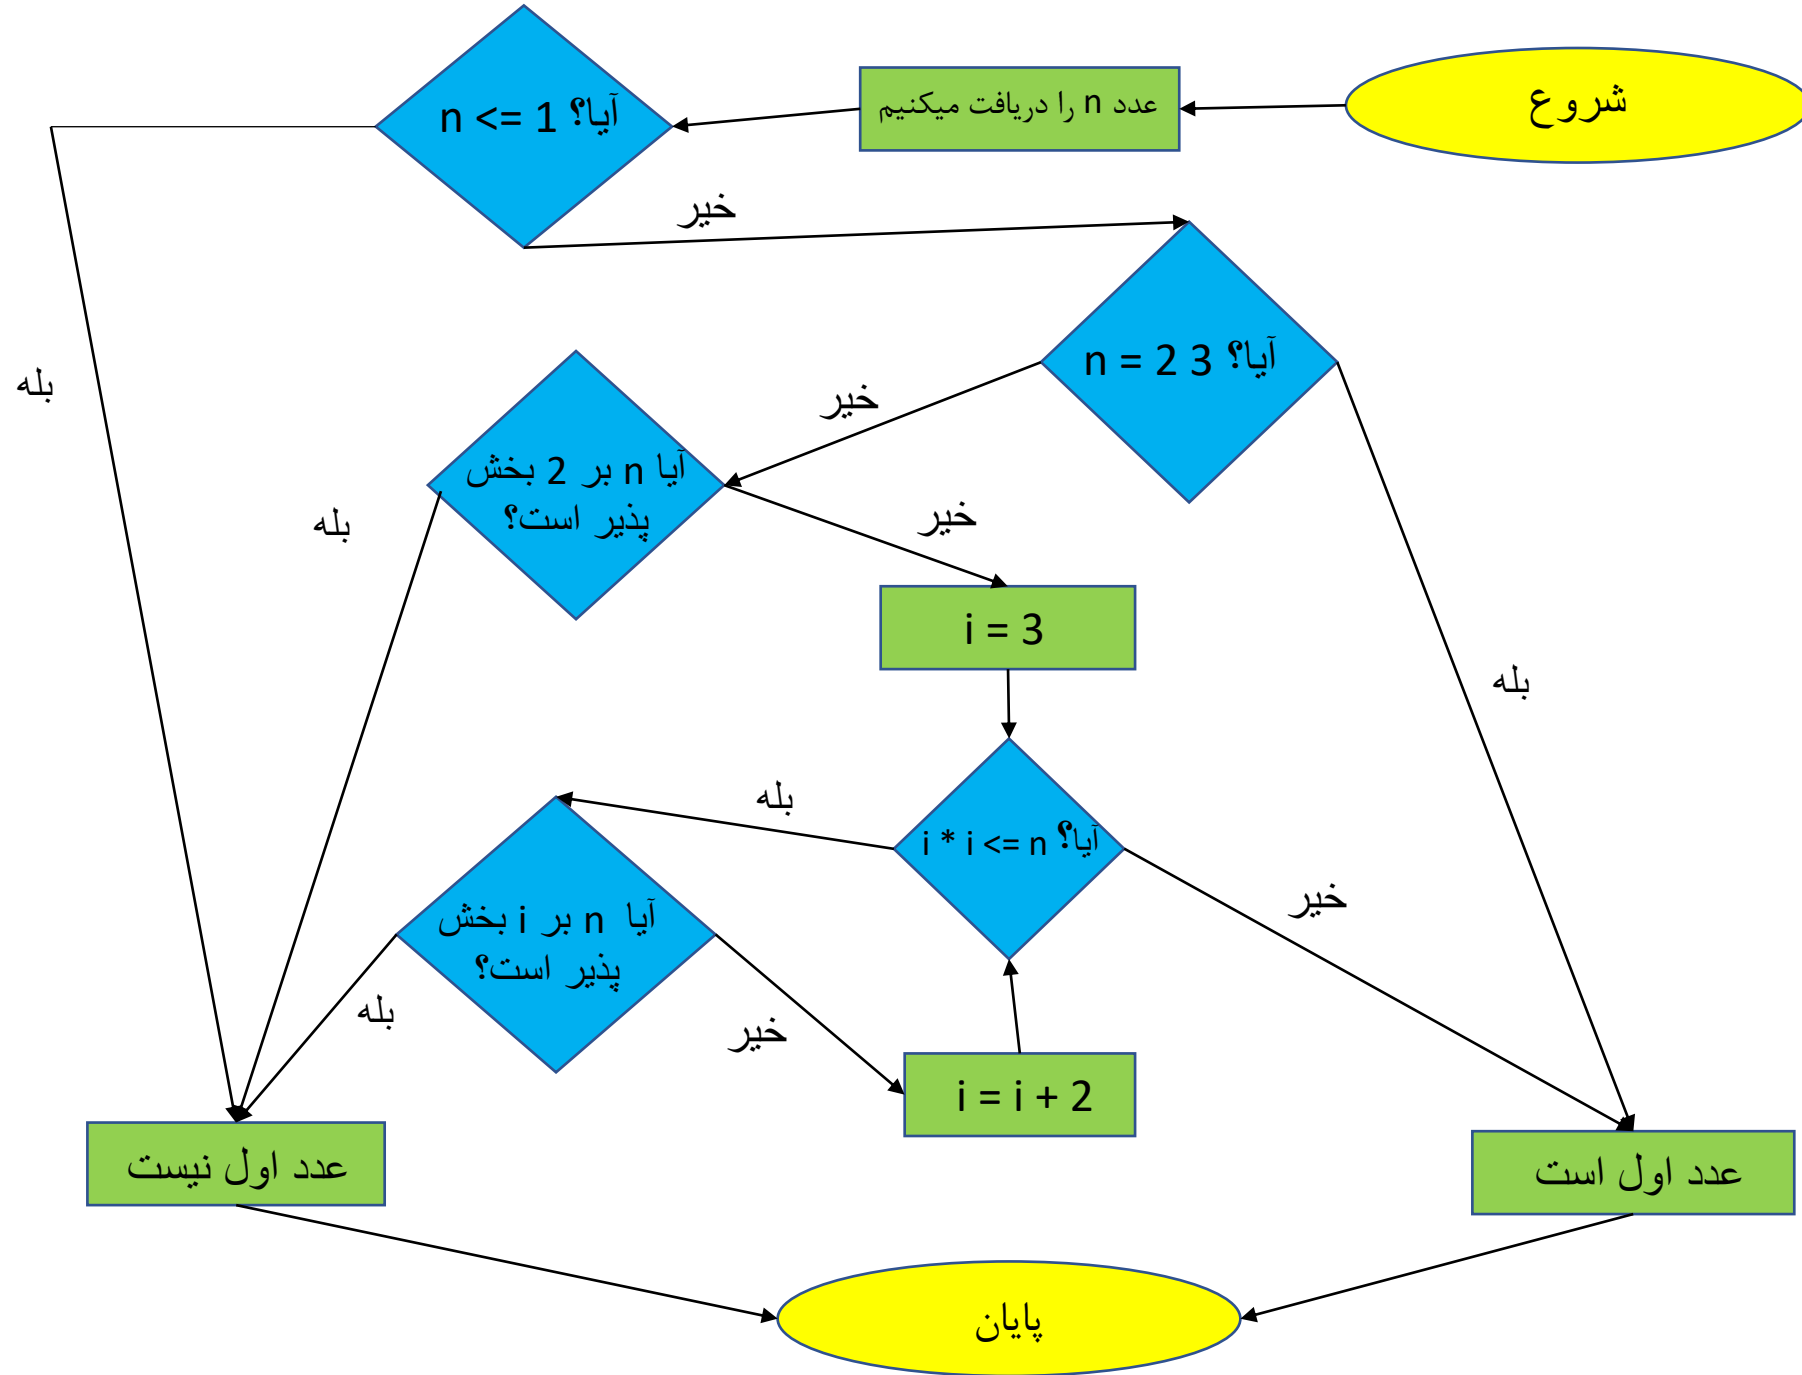 شروع
عدد n را دریافت میکنیم
آیا؟ n <= 1
خیر
بله
آیا؟ n = 2 3
خیر
بله
آیا n بر 2 بخش
پذیر است؟
بله
خیر
i = 3
آیا؟ i * i <= n
بله
خیر
آیا n بر i بخش
پذیر است؟
بله
خیر
i = i + 2
عدد اول است
عدد اول نیست
پایان